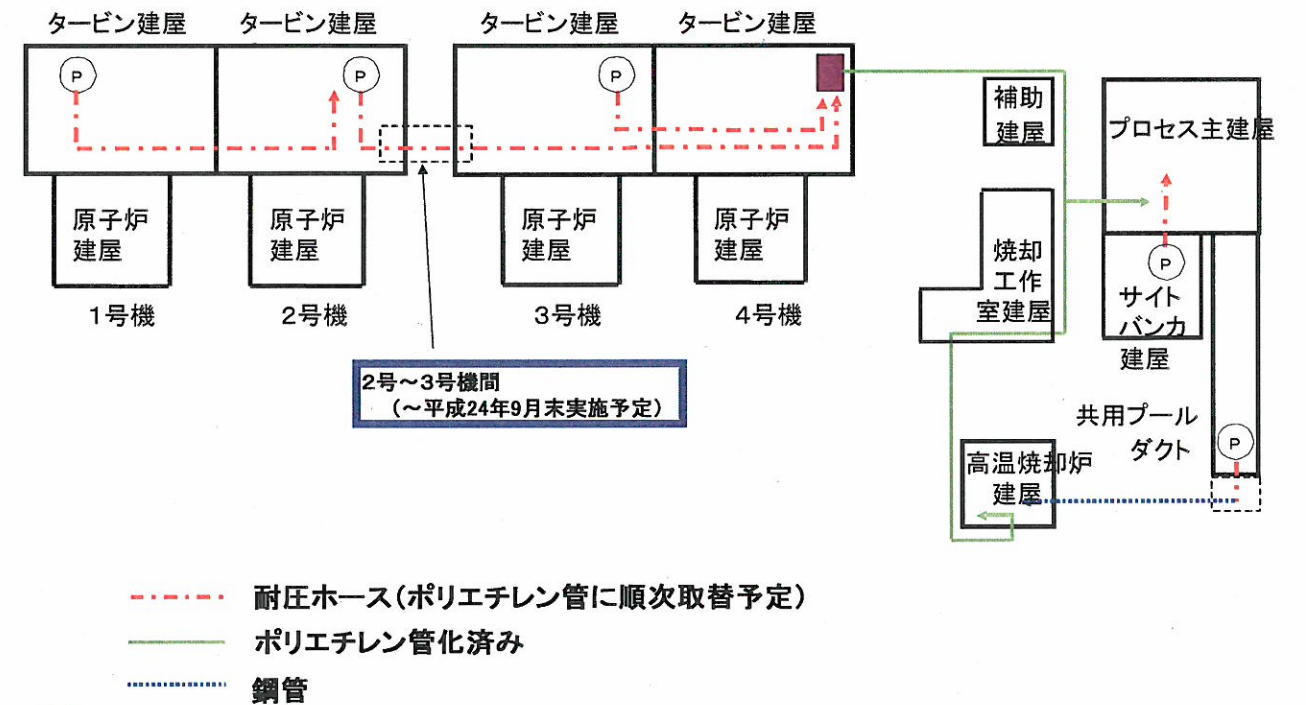 タービン建屋
タービン建屋
タービン建屋
タービン建屋
P
P
P
補助
建屋
プロセス主建屋
原子炉
建屋
原子炉
建屋
原子炉
建屋
原子炉
建屋
焼却
工作
室建屋
P
サイト
バンカ
建屋
1号機
2号機
3号機
4号機
2号～3号機間
（～平成24年9月末実施予定）
共用プール
ダクト
P
高温焼却炉
建屋
耐圧ホース（ポリエチレン管に順次取替予定）
ポリエチレン管化済み
鋼管